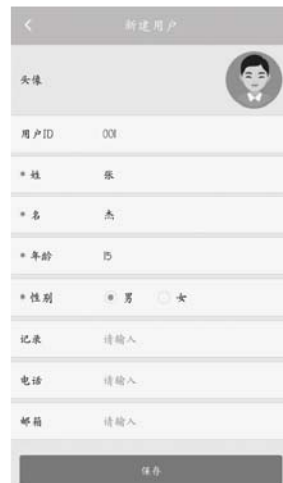 新建用户
头像
用户ID 001
* 姓 张
* 名 杰
* 年龄 15
* 性别 男 女
记录 请输入
电话 请输入
邮箱 请输入
保存